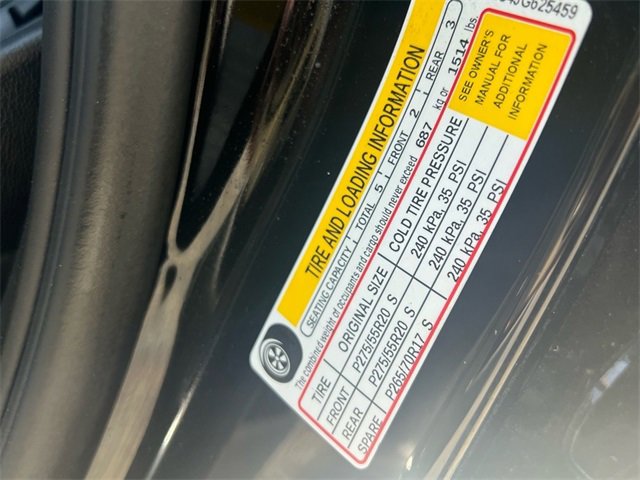 TIRE AND LOADING INFORMATION
SEATING CAPACITY TOTAL 5 FRONT 2 REAR 3
The combined weight of occupants and cargo should never exceed 687 kg or 1514 lbs.
TIRE ORIGINAL SIZE COLD TIRE PRESSURE
FRONT P275/55R20 S 240 kPa, 35 PSI
REAR P275/55R20 S 240 kPa, 35 PSI
SPARE P265/70R17 S 240 kPa, 35 PSI
SEE OWNER'S
MANUAL FOR
ADDITIONAL
INFORMATION